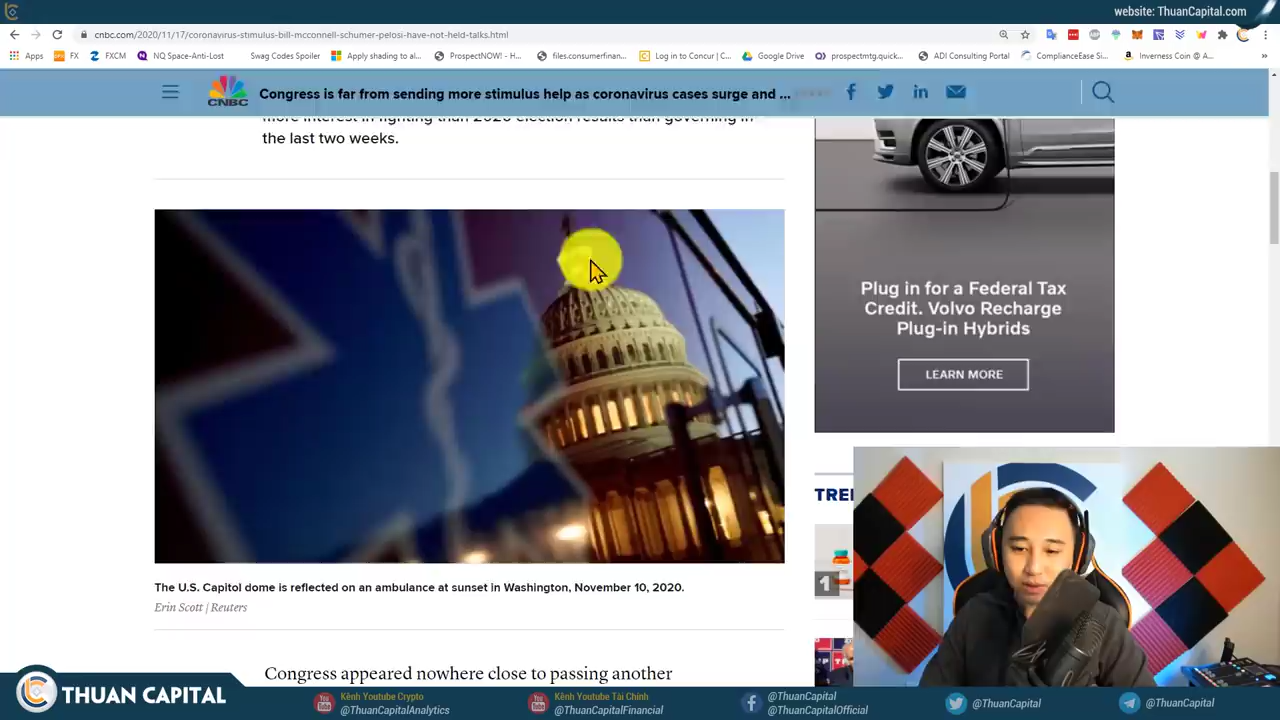 website: ThuanCapital.com
cnbc.com/2020/11/17/coronavirus-stimulus-bill-mcconnell-schumer-pelosi-have-not-held-talks.html
Apps FX FXCM NQ Space-Anti-Lost Swag Codes Spoiler Apply shading to al... ProspectNOW! - H... files.consumerfinan... Log in to Concur | C... Google Drive prospectmtg.quick... ADI Consulting Portal ComplianceEase Si... Inverness Coin @ A... »
CNBC Congress is far from sending more stimulus help as coronavirus cases surge and ...
more interest in fighting than 2020 election results than governing in
the last two weeks.
Plug in for a Federal Tax
Credit. Volvo Recharge
Plug-in Hybrids
LEARN MORE
1
The U.S. Capitol dome is reflected on an ambulance at sunset in Washington, November 10, 2020.
Erin Scott | Reuters
Congress appeared nowhere close to passing another
THUAN CAPITAL
Kênh Youtube Crypto
@ThuanCapitalAnalytics
Kênh Youtube Tài Chính
@ThuanCapitalFinancial
@ThuanCapital
@ThuanCapitalOfficial
@ThuanCapital
@ThuanCapital